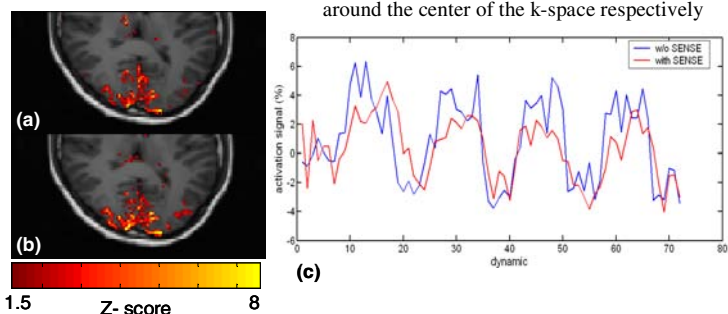 around the center of the k-space respectively
(a)
(b)
1.5
8
Z- score
8
6
4
2
0
-2
-4
-6
activation signal (%)
w/o SENSE
with SENSE
0
10
20
30
40
50
60
70
80
dynamic
(c)